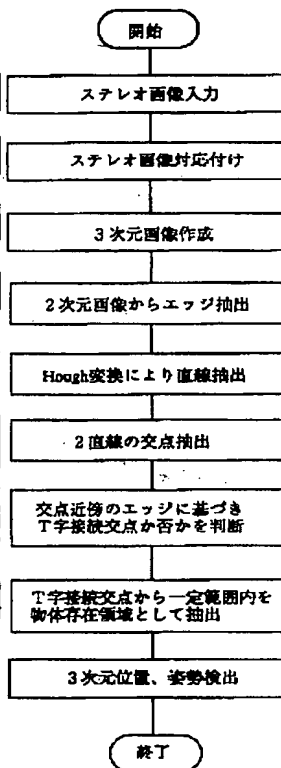 開始
ステレオ画像入力
ステレオ画像対応付け
3次元画像作成
2次元画像からエッジ抽出
Hough変換により直線抽出
2直線の交点抽出
交点近傍のエッジに基づき
T字接続交点か否かを判断
T字接続交点から一定範囲内を
物体存在領域として抽出
3次元位置、姿勢検出
終了